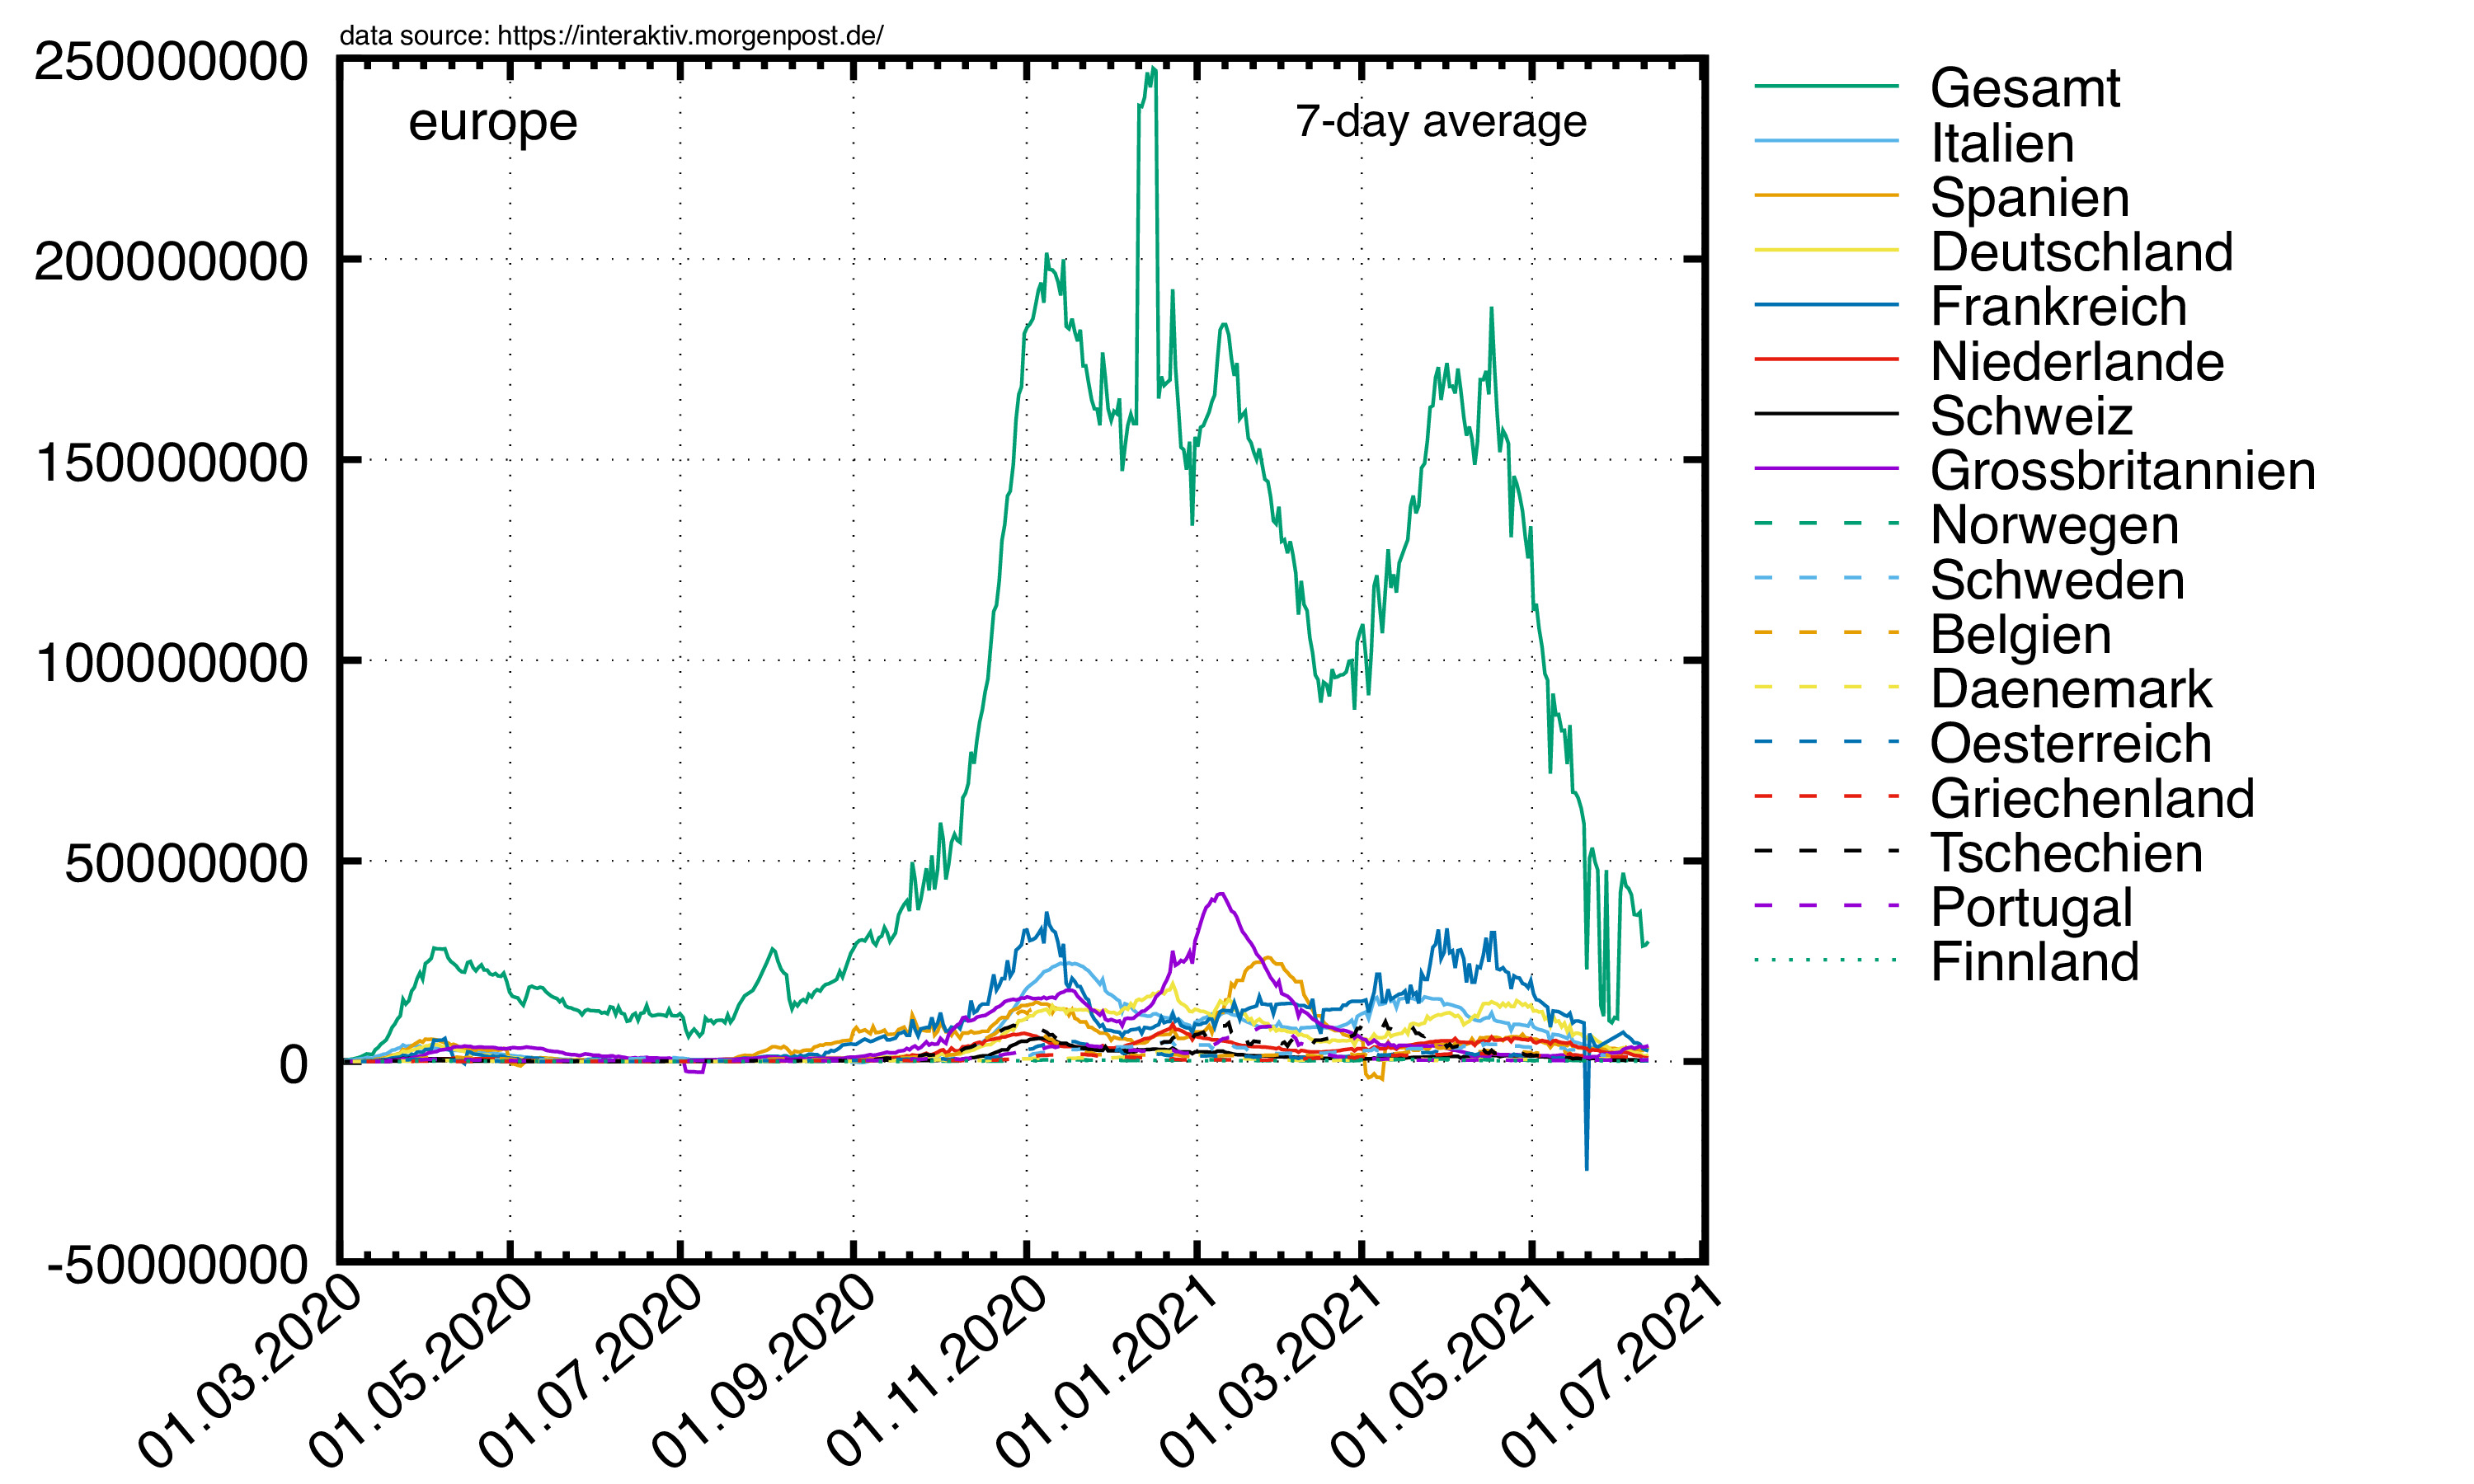 data source: https://interaktiv.morgenpost.de/
europe
7-day average
250000000
200000000
150000000
100000000
50000000
0
-50000000
01.03.2020
01.05.2020
01.07.2020
01.09.2020
01.11.2020
01.01.2021
01.03.2021
01.05.2021
01.07.2021
Gesamt
Italien
Spanien
Deutschland
Frankreich
Niederlande
Schweiz
Grossbritannien
Norwegen
Schweden
Belgien
Daenemark
Oesterreich
Griechenland
Tschechien
Portugal
Finnland